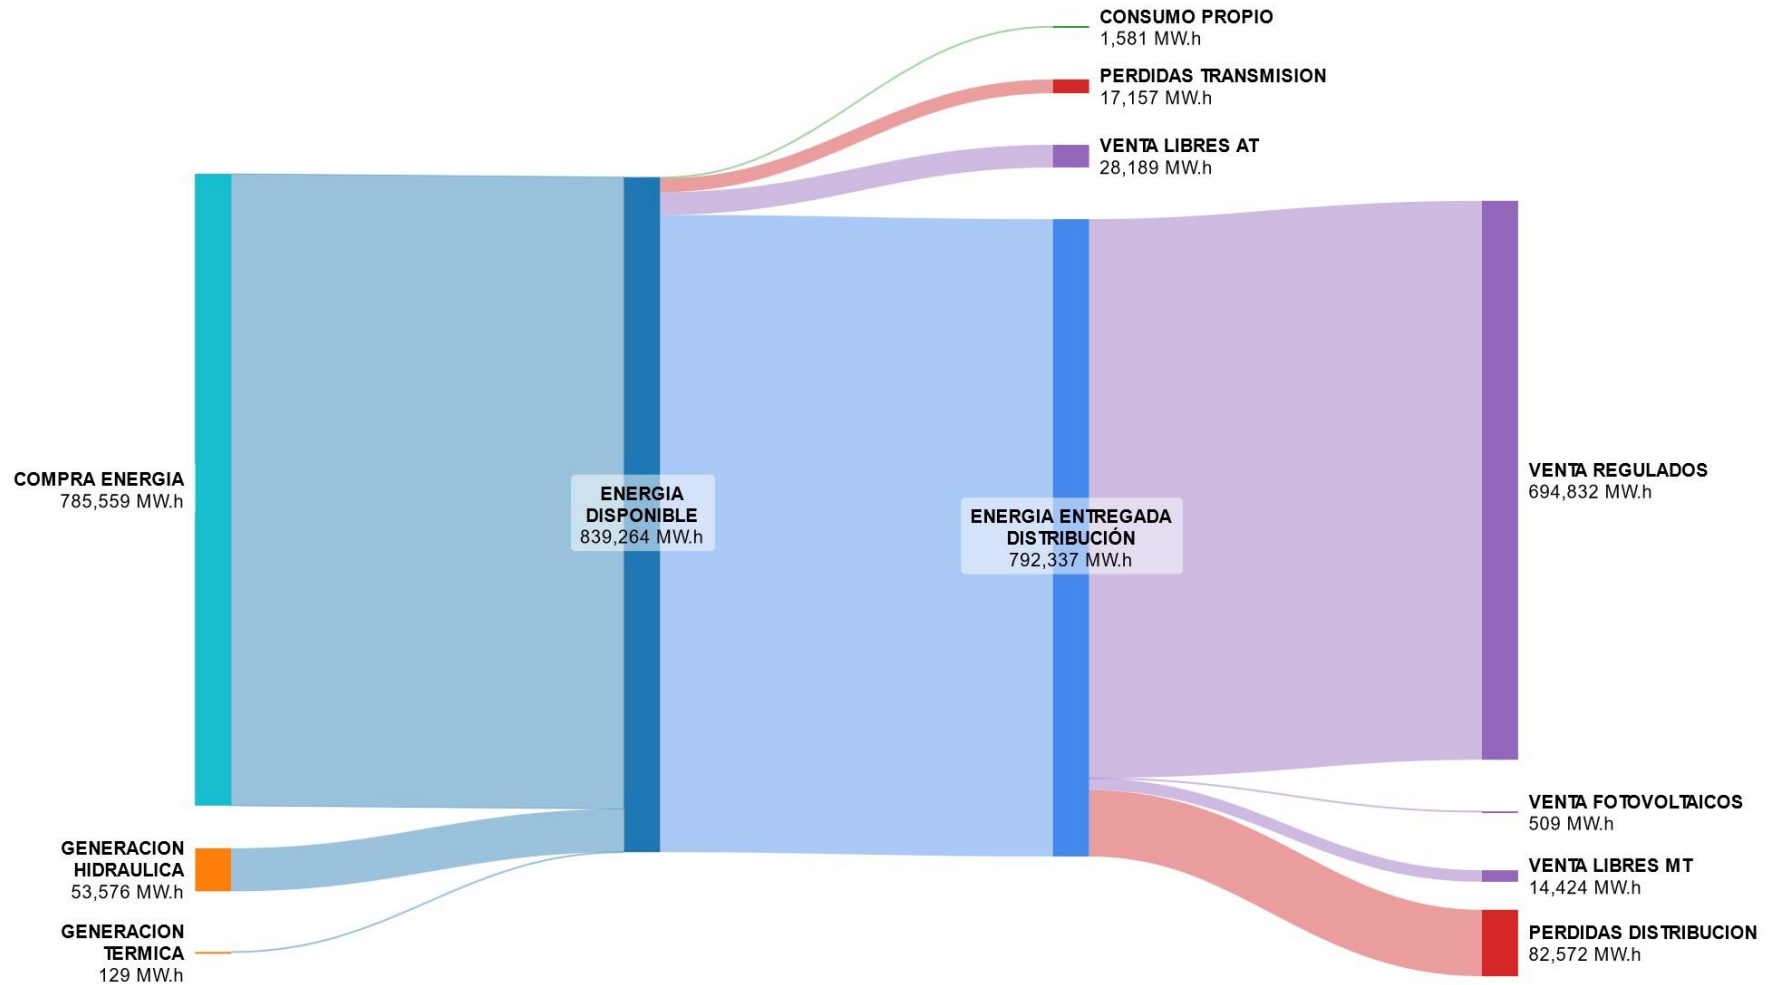 CONSUMO PROPIO
1,581 MW.h
PERDIDAS TRANSMISION
17,157 MW.h
VENTA LIBRES AT
28,189 MW.h
COMPRA ENERGIA
785,559 MW.h
ENERGIA
DISPONIBLE
839,264 MW.h
ENERGIA ENTREGADA
DISTRIBUCIÓN
792,337 MW.h
VENTA REGULADOS
694,832 MW.h
GENERACION
HIDRAULICA
53,576 MW.h
GENERACION
TERMICA
129 MW.h
VENTA FOTOVOLTAICOS
509 MW.h
VENTA LIBRES MT
14,424 MW.h
PERDIDAS DISTRIBUCION
82,572 MW.h